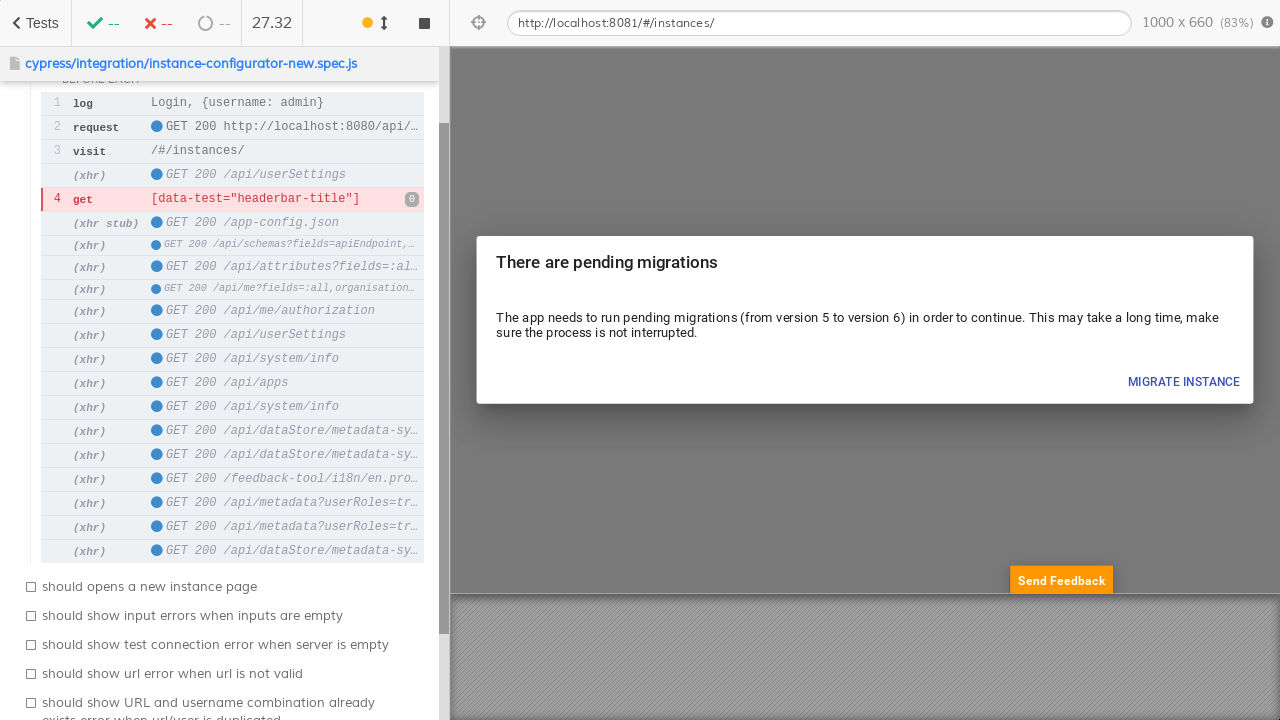 Tests
--
--
--
27.32
http://localhost:8081/#/instances/
1000 x 660 (83%)
cypress/integration/instance-configurator-new.spec.js
BEFORE EACH
1 log Login, {username: admin}
2 request GET 200 http://localhost:8080/api/…
3 visit /#/instances/
(xhr) GET 200 /api/userSettings
4 get [data-test="headerbar-title"] 0
(xhr stub) GET 200 /app-config.json
(xhr) GET 200 /api/schemas?fields=apiEndpoint,…
(xhr) GET 200 /api/attributes?fields=:al…
(xhr) GET 200 /api/me?fields=:all,organisation…
(xhr) GET 200 /api/me/authorization
(xhr) GET 200 /api/userSettings
(xhr) GET 200 /api/system/info
(xhr) GET 200 /api/apps
(xhr) GET 200 /api/system/info
(xhr) GET 200 /api/dataStore/metadata-sy…
(xhr) GET 200 /api/dataStore/metadata-sy…
(xhr) GET 200 /feedback-tool/i18n/en.pro…
(xhr) GET 200 /api/metadata?userRoles=tr…
(xhr) GET 200 /api/metadata?userRoles=tr…
(xhr) GET 200 /api/dataStore/metadata-sy…
should opens a new instance page
should show input errors when inputs are empty
should show test connection error when server is empty
should show url error when url is not valid
should show URL and username combination already
exists error when url/user is duplicated
There are pending migrations
The app needs to run pending migrations (from version 5 to version 6) in order to continue. This may take a long time, make
sure the process is not interrupted.
MIGRATE INSTANCE
Send Feedback